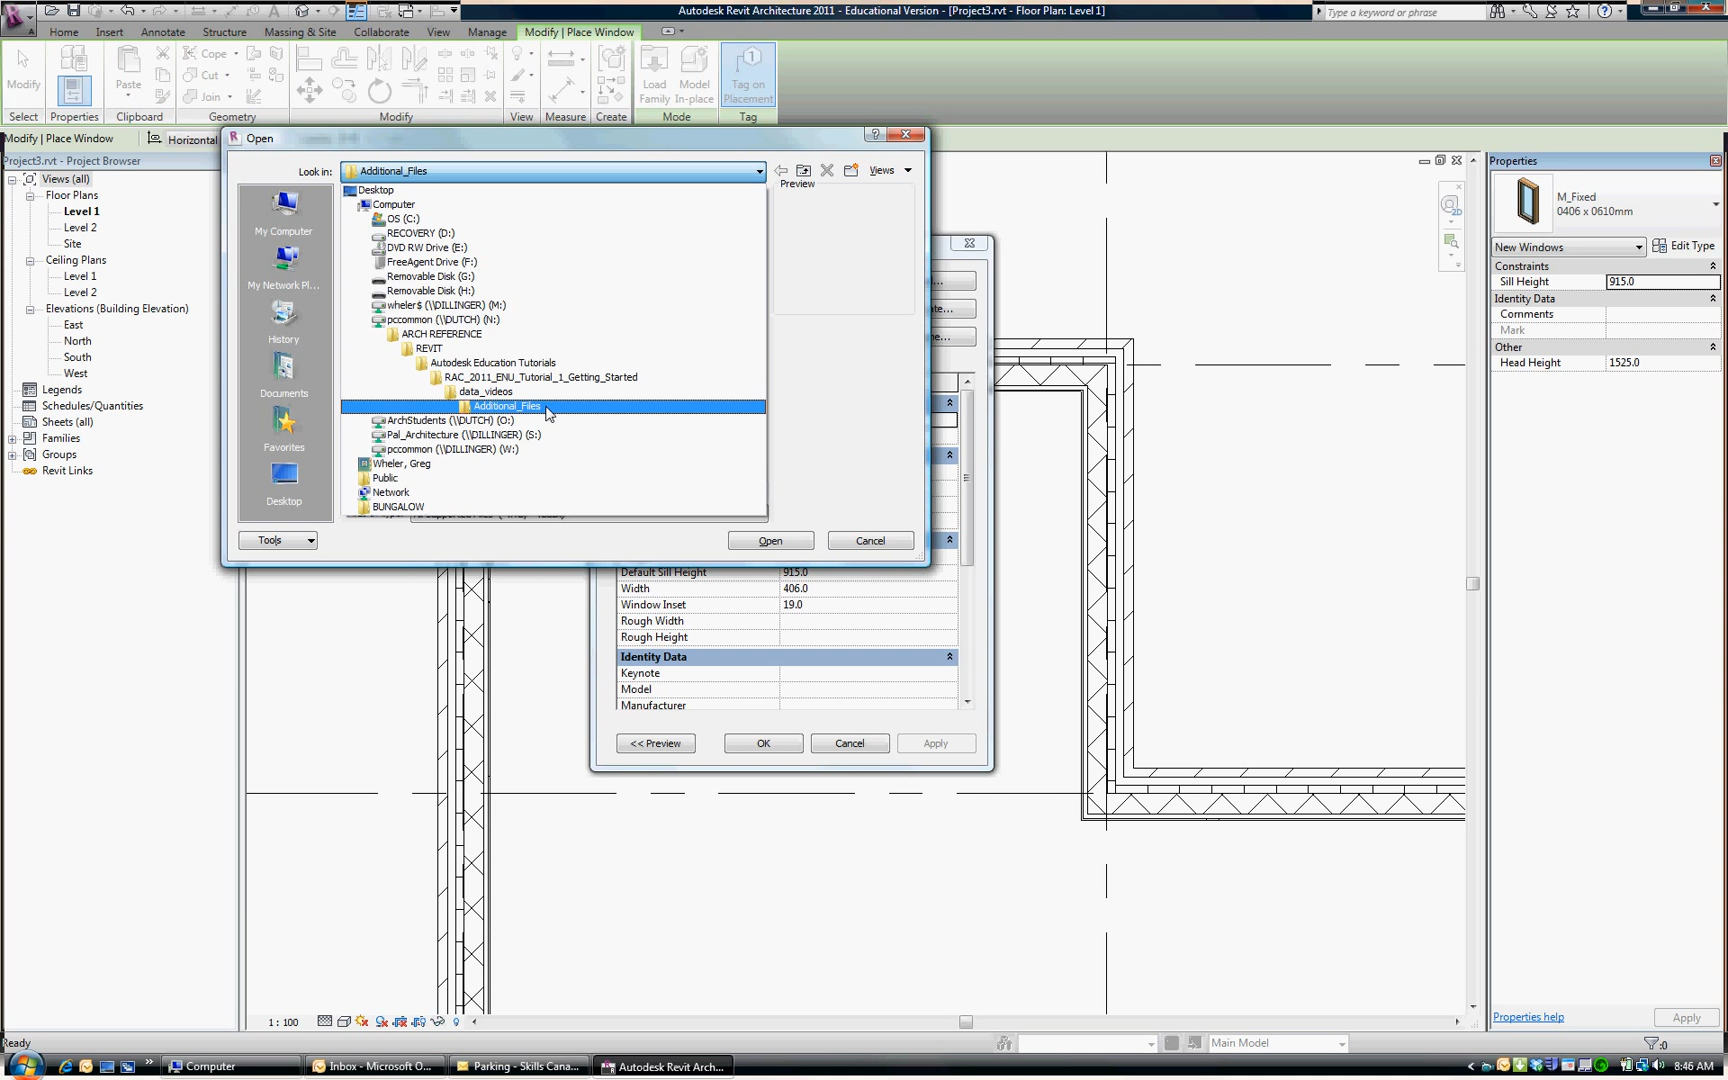 Autodesk Revit Architecture 2011 - Educational Version - [Project3.rvt - Floor Plan: Level 1]
Type a keyword or phrase
Home Insert Annotate Structure Massing & Site Collaborate View Manage Modify | Place Window
Modify
Paste
Cope
Cut
Join
Load Family
Model In-place
Tag on Placement
Select Properties Clipboard Geometry Modify View Measure Create Mode Tag
Modify | Place Window
Horizontal
Project3.rvt - Project Browser
Views (all)
Floor Plans
Level 1
Level 2
Site
Ceiling Plans
Level 1
Level 2
Elevations (Building Elevation)
East
North
South
West
Legends
Schedules/Quantities
Sheets (all)
Families
Groups
Revit Links
Open
Look in: Additional_Files
Views
Preview
My Computer
My Network Pl...
History
Documents
Favorites
Desktop
Desktop
Computer
OS (C:)
RECOVERY (D:)
DVD RW Drive (E:)
FreeAgent Drive (F:)
Removable Disk (G:)
Removable Disk (H:)
wheler$ (\\DILLINGER) (M:)
pccommon (\\DUTCH) (N:)
ARCH REFERENCE
REVIT
Autodesk Education Tutorials
RAC_2011_ENU_Tutorial_1_Getting_Started
data_videos
Additional_Files
ArchStudents (\\DUTCH) (O:)
Pal_Architecture (\\DILLINGER) (S:)
pccommon (\\DILLINGER) (W:)
Wheler, Greg
Public
Network
BUNGALOW
Tools
Open
Cancel
Default Sill Height 915.0
Width 406.0
Window Inset 19.0
Rough Width
Rough Height
Identity Data
Keynote
Model
Manufacturer
<< Preview
OK
Cancel
Apply
Properties
M_Fixed
0406 x 0610mm
New Windows
Edit Type
Constraints
Sill Height 915.0
Identity Data
Comments
Mark
Other
Head Height 1525.0
Properties help
Apply
1 : 100
Ready
Main Model
:0
Computer
Inbox - Microsoft O...
Parking - Skills Cana...
Autodesk Revit Arch...
8:46 AM